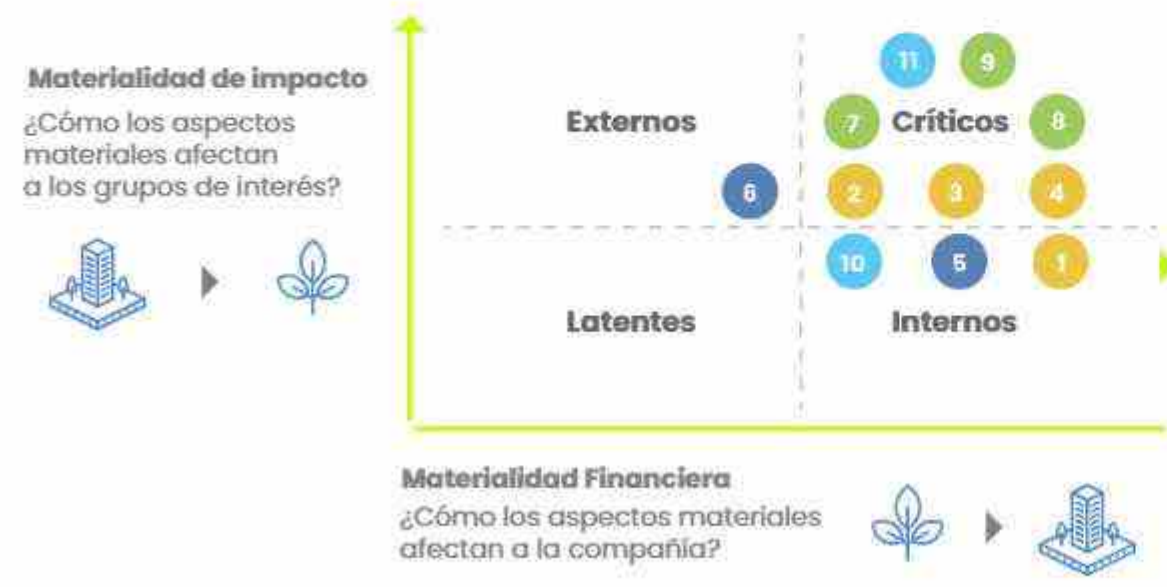 Materialidad de impacto
¿Cómo los aspectos
materiales afectan
a los grupos de interés?
Externos
Críticos
11
9
7
8
6
2
3
4
10
5
1
Latentes
Internos
Materialidad Financiera
¿Cómo los aspectos materiales
afectan a la compañía?